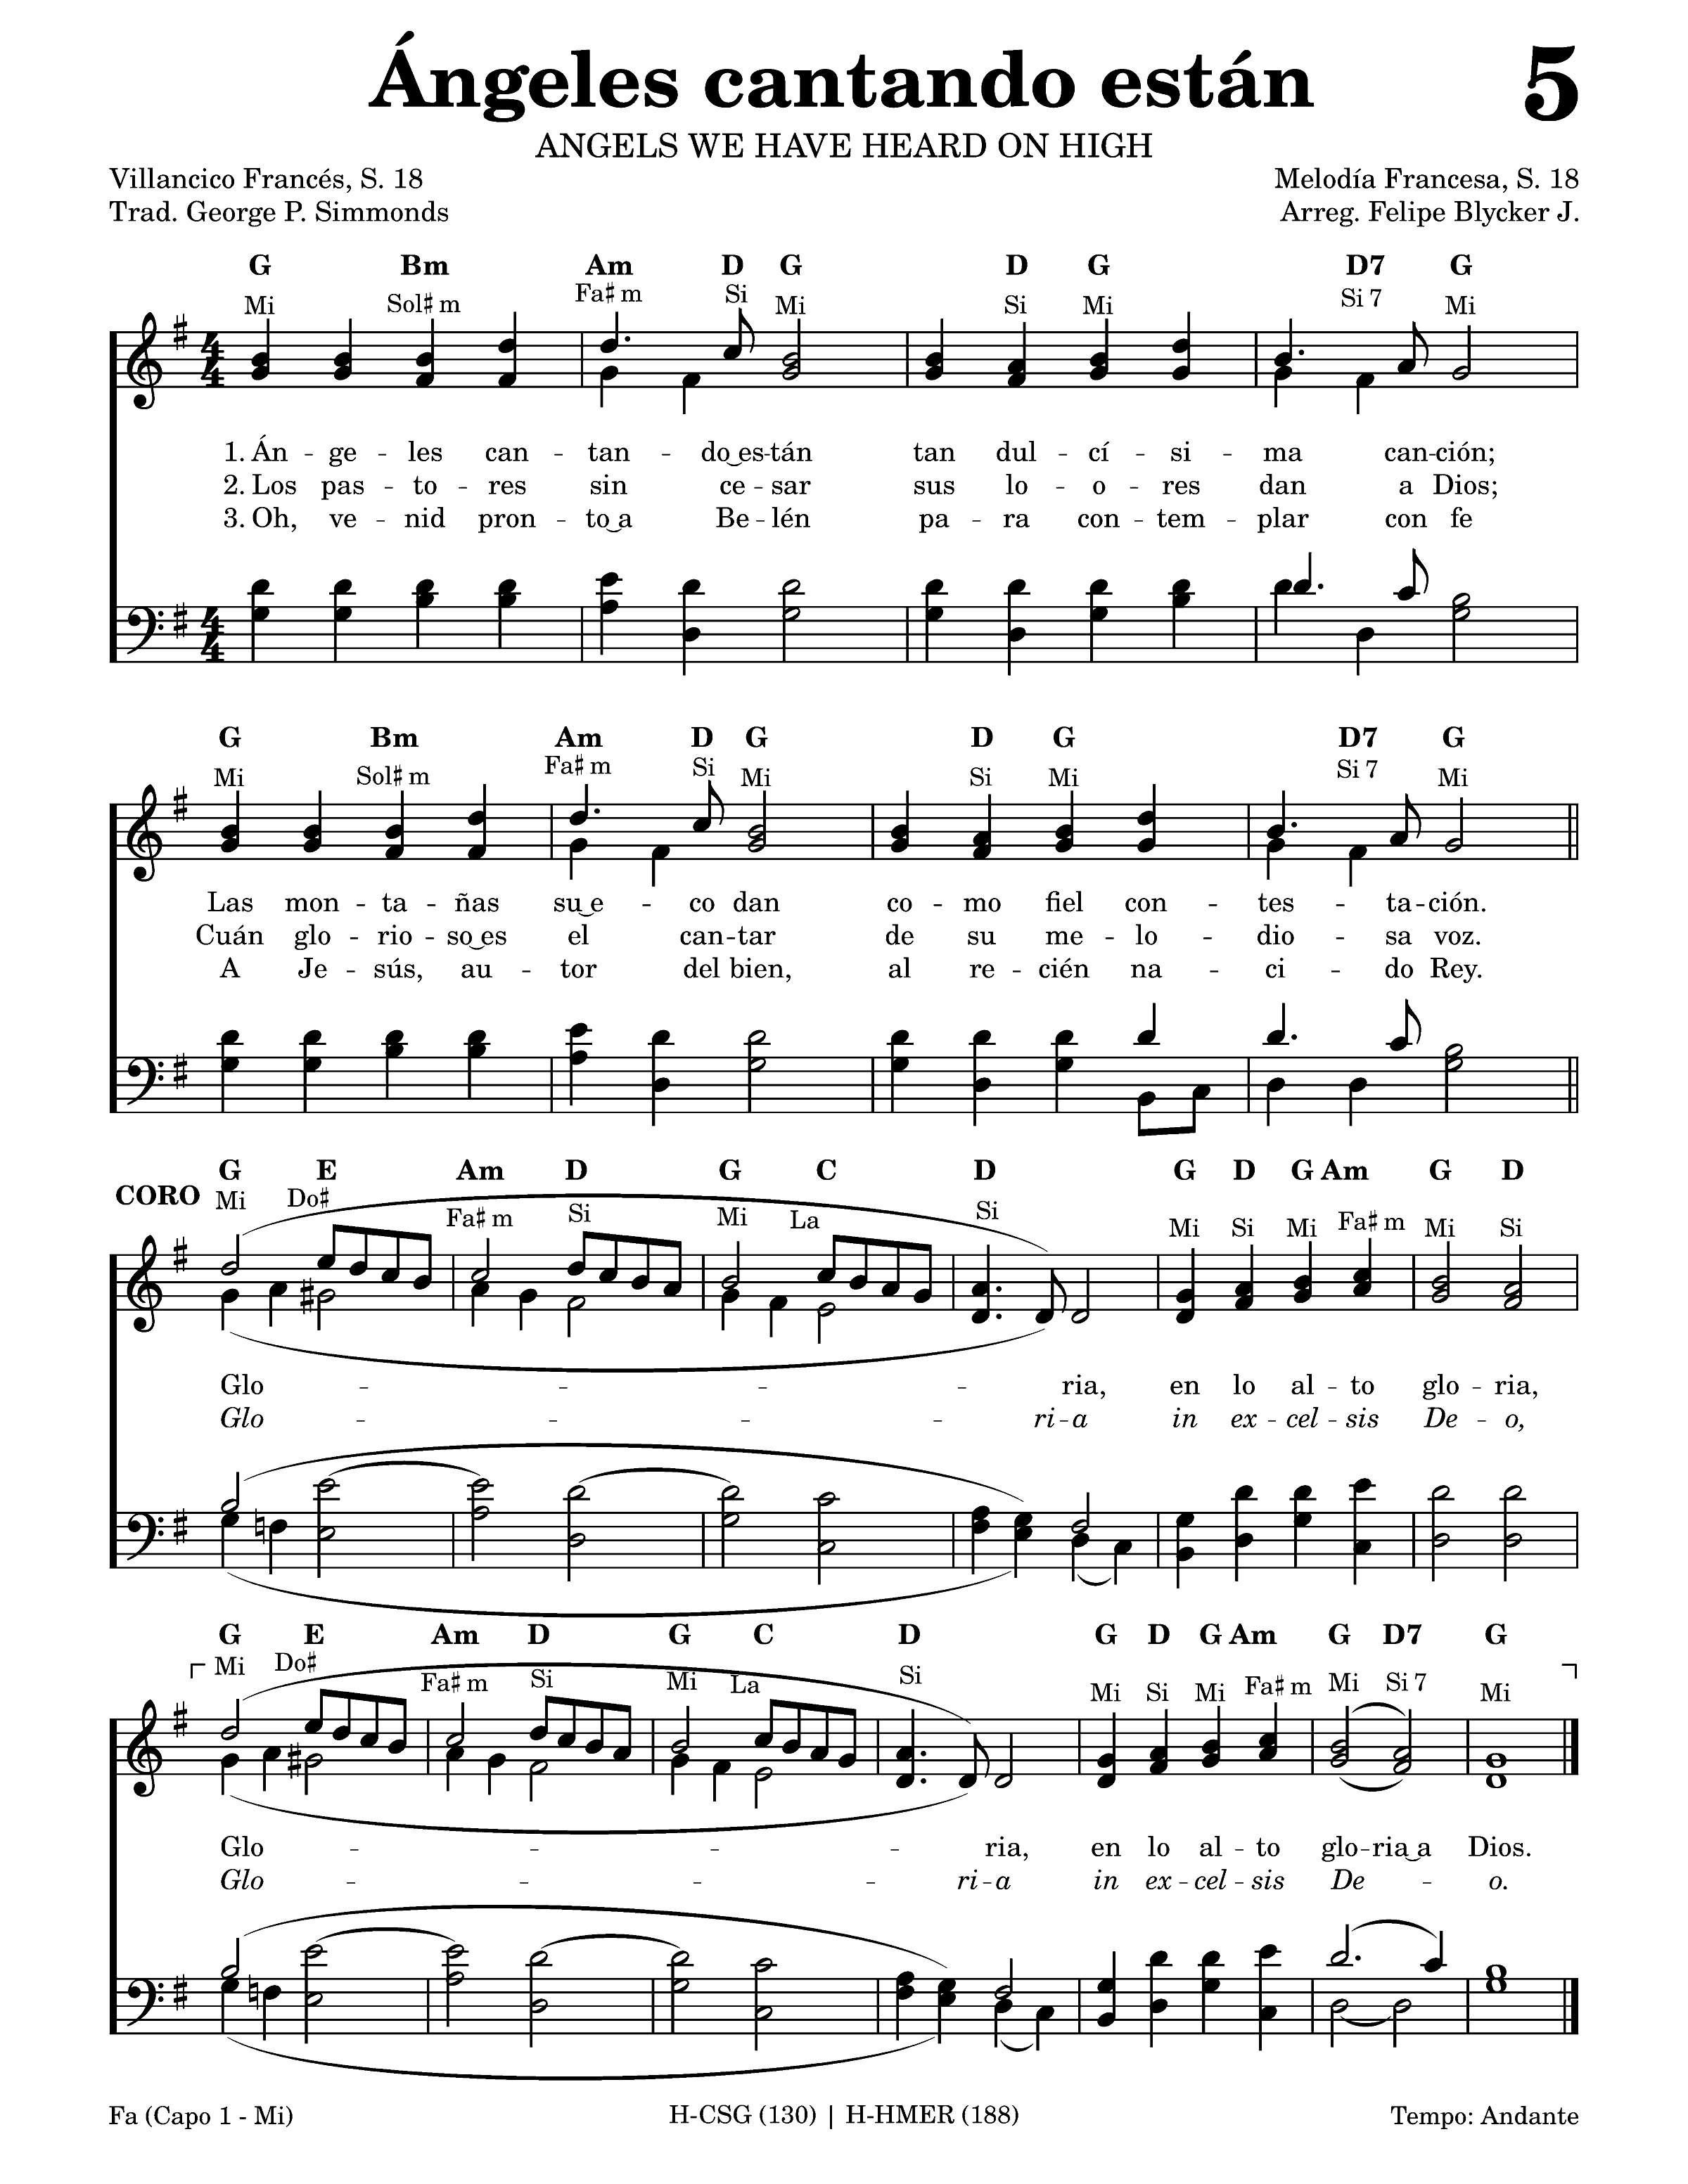 Ángeles cantando están 5
ANGELS WE HAVE HEARD ON HIGH
Villancico Francés, S. 18 Melodía Francesa, S. 18
Trad. George P. Simmonds Arreg. Felipe Blycker J.
G Bm Am D G D G D7 G
Mi Sol♯m Fa♯m Si Mi Si Mi Si 7 Mi
4 4
1. Án - ge - les can - tan - do‿es - tán tan dul - cí - si - ma can - ción;
2. Los pas - to - res sin ce - sar sus lo - o - res dan a Dios;
3. Oh, ve - nid pron - to‿a Be - lén pa - ra con - tem - plar con fe
4 4
G Bm Am D G D G D7 G
Mi Sol♯m Fa♯m Si Mi Si Mi Si 7 Mi
Las mon - ta - ñas su‿e - co dan co - mo fiel con - tes - ta - ción.
Cuán glo - rio - so‿es el can - tar de su me - lo - dio - sa voz.
A Je - sús, au - tor del bien, al re - cién na - ci - do Rey.
G E Am D G C D G D G Am G D
CORO Mi Do♯ Fa♯m Si Mi La Si Mi Si Mi Fa♯m Mi Si
Glo - - - - - ria, en lo al - to glo - ria,
Glo - - - - ri - a in ex - cel - sis De - o,
G E Am D G C D G D G Am G D7 G
Mi Do♯ Fa♯m Si Mi La Si Mi Si Mi Fa♯m Mi Si 7 Mi
Glo - - - - - ria, en lo al - to glo - ria‿a Dios.
Glo - - - - ri - a in ex - cel - sis De - o.
Fa (Capo 1 - Mi) H-CSG (130) | H-HMER (188) Tempo: Andante